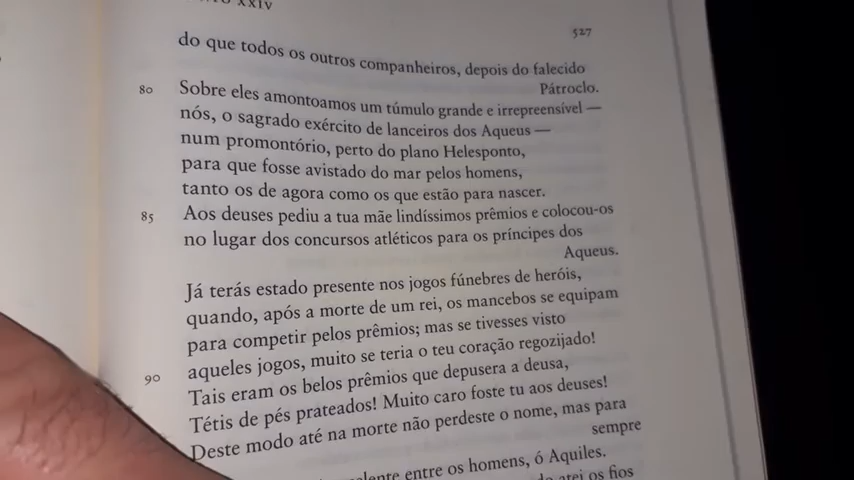 XXIV
527
do que todos os outros companheiros, depois do falecido
Pátroclo.
80 Sobre eles amontoamos um túmulo grande e irrepreensível —
nós, o sagrado exército de lanceiros dos Aqueus —
num promontório, perto do plano Helesponto,
para que fosse avistado do mar pelos homens,
tanto os de agora como os que estão para nascer.
85 Aos deuses pediu a tua mãe lindíssimos prêmios e colocou-os
no lugar dos concursos atléticos para os príncipes dos
Aqueus.
Já terás estado presente nos jogos fúnebres de heróis,
quando, após a morte de um rei, os mancebos se equipam
para competir pelos prêmios; mas se tivesses visto
aqueles jogos, muito se teria o teu coração regozijado!
90 Tais eram os belos prêmios que depusera a deusa,
Tétis de pés prateados! Muito caro foste tu aos deuses!
Deste modo até na morte não perdeste o nome, mas para
sempre
entre os homens, ó Aquiles.
os fios